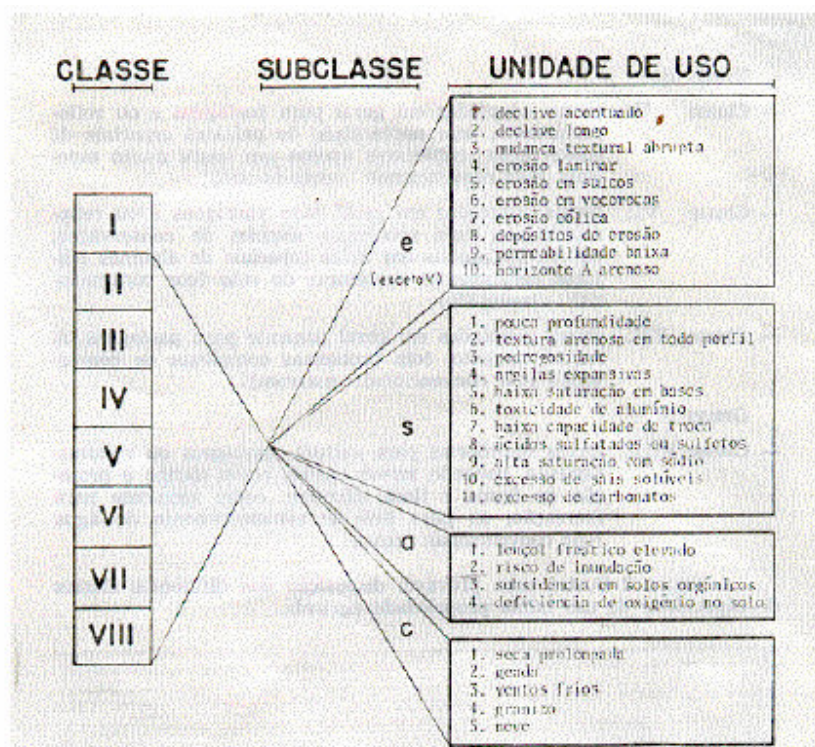 CLASSE SUBCLASSE UNIDADE DE USO
I
II
III
IV
V
VI
VII
VIII
e
(exceto V)
1. declive acentuado
2. declive longo
3. mudança textural abrupta
4. erosão laminar
5. erosão em sulcos
6. erosão em voçorocas
7. erosão eólica
8. depósitos de erosão
9. permeabilidade baixa
10. horizonte A arenoso
s
1. pouca profundidade
2. textura arenosa em todo perfil
3. pedregosidade
4. argilas expansivas
5. baixa saturação em bases
6. toxicidade de alumínio
7. baixa capacidade de troca
8. ácidos sulfatados ou sulfetos
9. alta saturação com sódio
10. excesso de sais solúveis
11. excesso de carbonatos
a
1. lençol freático elevado
2. risco de inundação
3. subsidência em solos orgânicos
4. deficiência de oxigênio no solo
c
1. seca prolongada
2. geada
3. ventos frios
4. granizo
5. neve